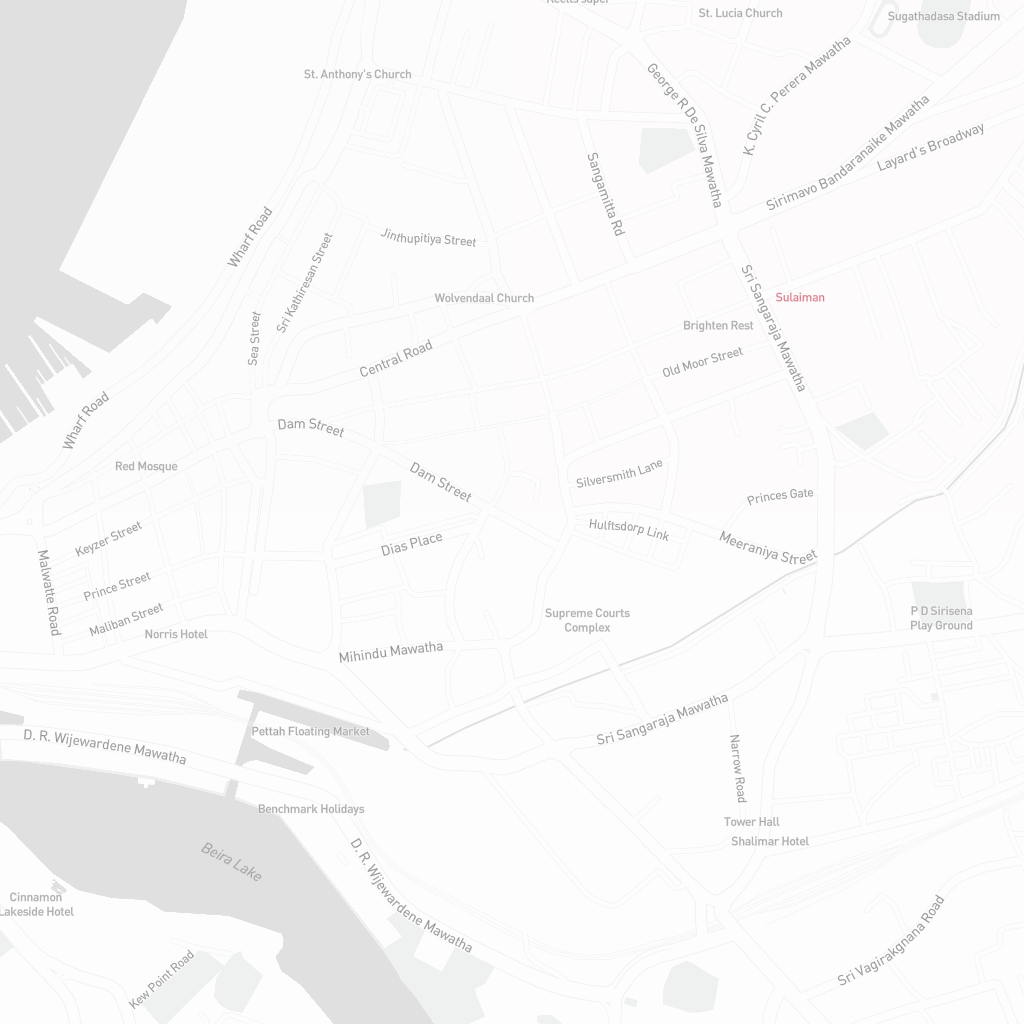 Keells super
St. Lucia Church
Sugathadasa Stadium
St. Anthony's Church
K. Cyril C. Perera Mawatha
George R De Silva Mawatha
Sirimavo Bandaranaike Mawatha
Layard's Broadway
Sangamitta Rd
Wharf Road
Jinthupitiya Street
Sri Kathiresan Street
Wolvendaal Church
Sri Sangaraja Mawatha
Sulaiman
Brighten Rest
Sea Street
Central Road
Old Moor Street
Wharf Road
Dam Street
Red Mosque
Dam Street
Silversmith Lane
Princes Gate
Keyzer Street
Dias Place
Hulftsdorp Link
Meeraniya Street
Malwatte Road
Prince Street
Maliban Street
Norris Hotel
Supreme Courts
Complex
P D Sirisena
Play Ground
Mihindu Mawatha
Sri Sangaraja Mawatha
Pettah Floating Market
D. R. Wijewardene Mawatha
Narrow Road
Benchmark Holidays
Tower Hall
Shalimar Hotel
Beira Lake
D. R. Wijewardene Mawatha
Cinnamon
Lakeside Hotel
Kew Point Road
Sri Vagirakgnana Road